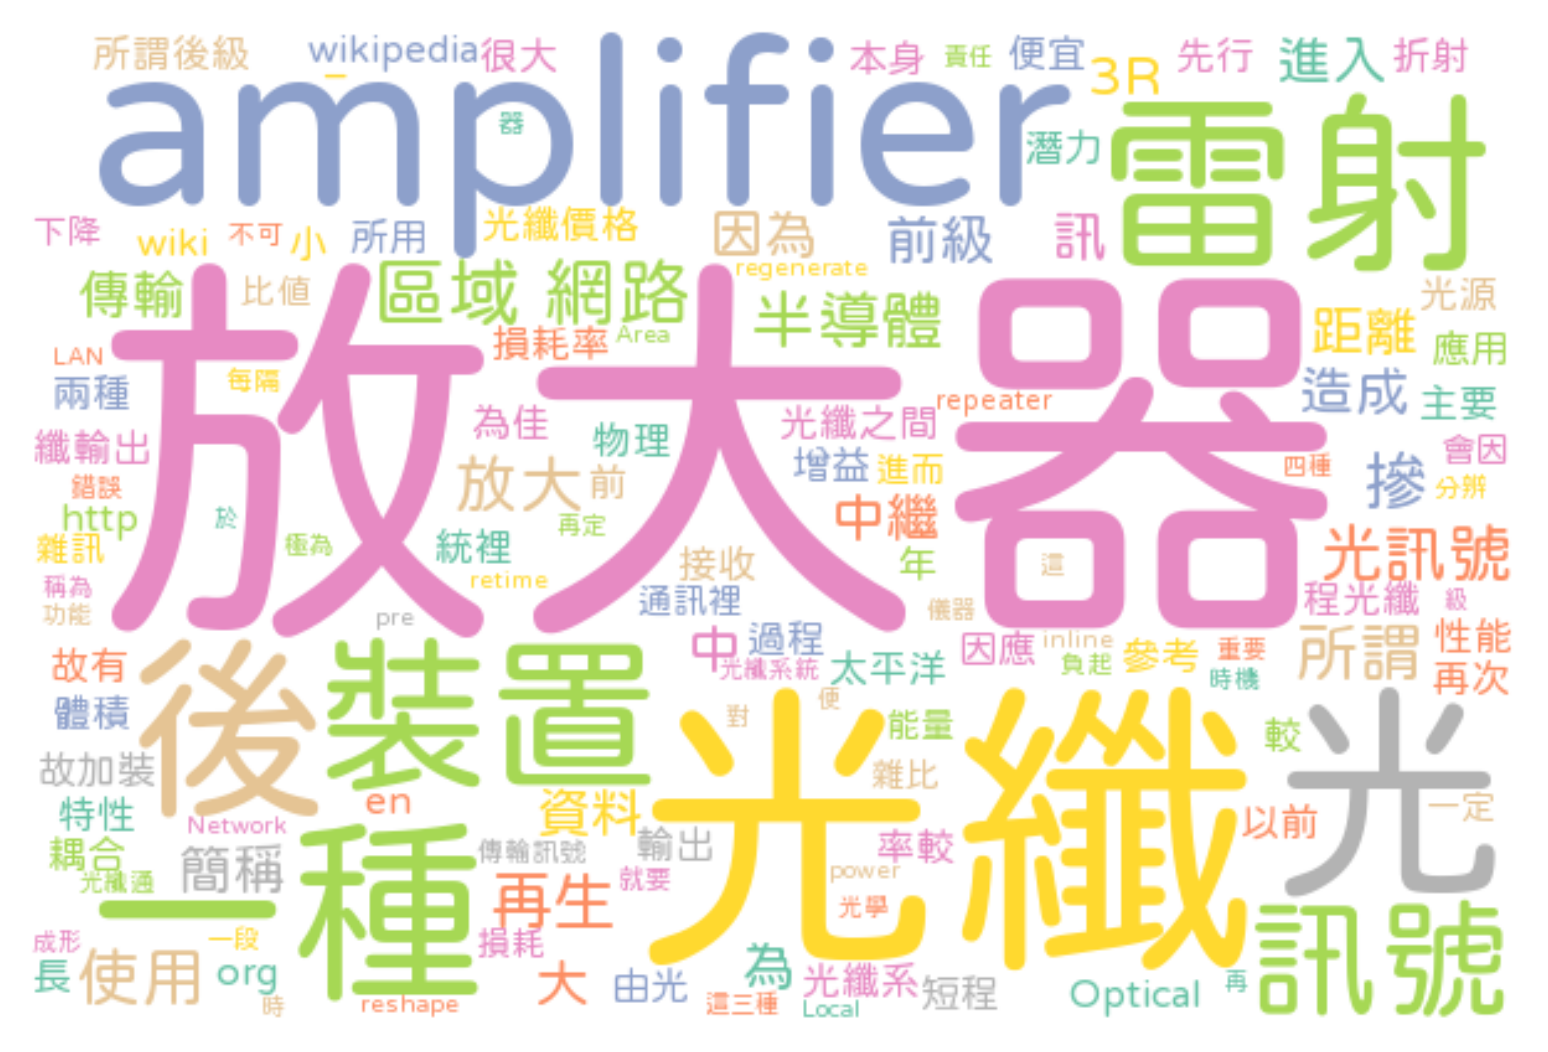 所謂後級 wikipedia 很大 本身 責任 便宜 3R 先行 進入 折射
amplifier
器
潛力
雷射
下降 wiki 不可 小 所用 光纖價格 因為 前級 訊
傳輸 比值 區域 網路 regenerate 半導體 光源
放大器
LAN 損耗率 Area 距離 應用
兩種 每隔 為佳 光纖之間 repeater 造成 主要
纖輸出 物理 增益 進而 四種 摻 會因
錯誤 放大 前 中繼 分辨
http 於 再定
雜訊 極為 統裡 接收 年 這 光訊號
稱為 retime 通訊裡 儀器 程光纖 級
功能 pre
中 過程 因應 inline 參考 重要 所謂 性能
故有 後 裝置 光纖系統 太平洋 負起 時機 再次
體積 對 便 能量 較 光
故加裝 光纖 雜比 一定
特性 en 資料 以前
Network
耦合 簡稱 一種 傳輸訊號 輸出 率較
光纖通 再生 就要 power
光學 訊號
成形 一段 損耗
長 使用 org 大 由光 為 光纖系 短程 Optical 再
時 reshape 這三種 Local